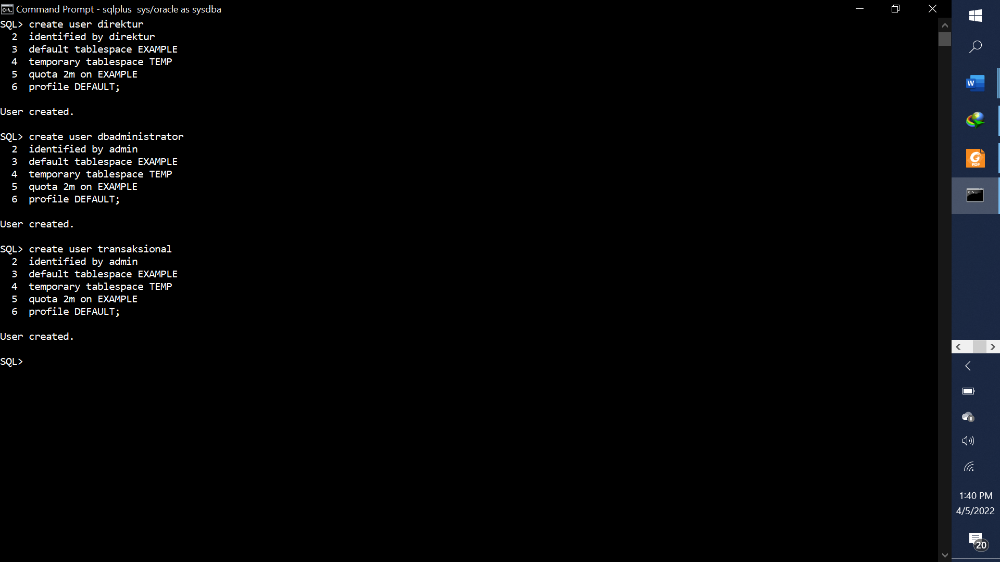 Command Prompt - sqlplus  sys/oracle as sysdba
SQL> create user direktur
  2  identified by direktur
  3  default tablespace EXAMPLE
  4  temporary tablespace TEMP
  5  quota 2m on EXAMPLE
  6  profile DEFAULT;
User created.
SQL> create user dbadministrator
  2  identified by admin
  3  default tablespace EXAMPLE
  4  temporary tablespace TEMP
  5  quota 2m on EXAMPLE
  6  profile DEFAULT;
User created.
SQL> create user transaksional
  2  identified by admin
  3  default tablespace EXAMPLE
  4  temporary tablespace TEMP
  5  quota 2m on EXAMPLE
  6  profile DEFAULT;
User created.
SQL>
W
PDF
1:40 PM
4/5/2022
20